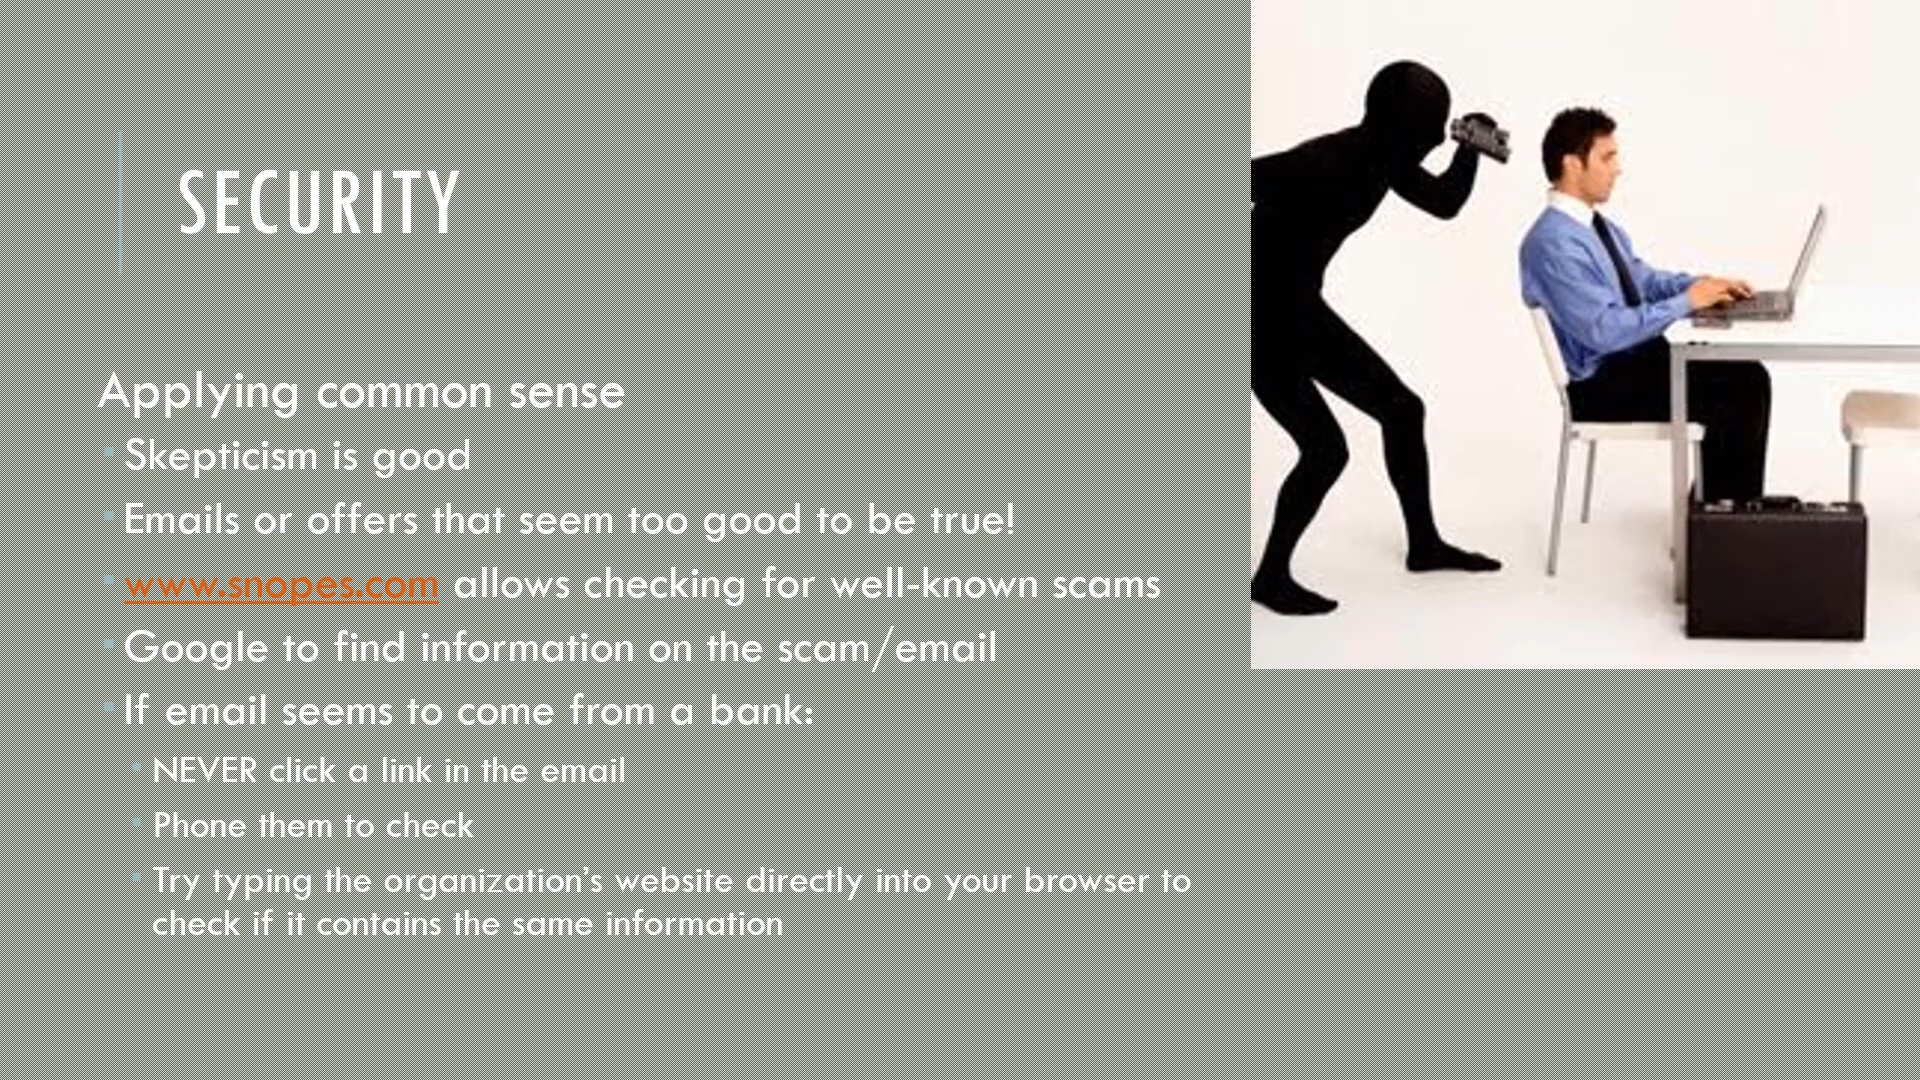 SECURITY
Applying common sense
Skepticism is good
Emails or offers that seem too good to be true!
www.snopes.com allows checking for well-known scams
Google to find information on the scam/email
If email seems to come from a bank:
NEVER click a link in the email
Phone them to check
Try typing the organization’s website directly into your browser to
check if it contains the same information